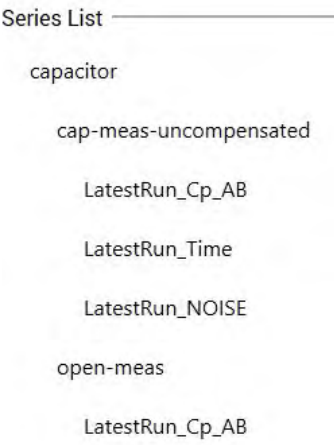 Series List
capacitor
cap-meas-uncompensated
LatestRun_Cp_AB
LatestRun_Time
LatestRun_NOISE
open-meas
LatestRun_Cp_AB